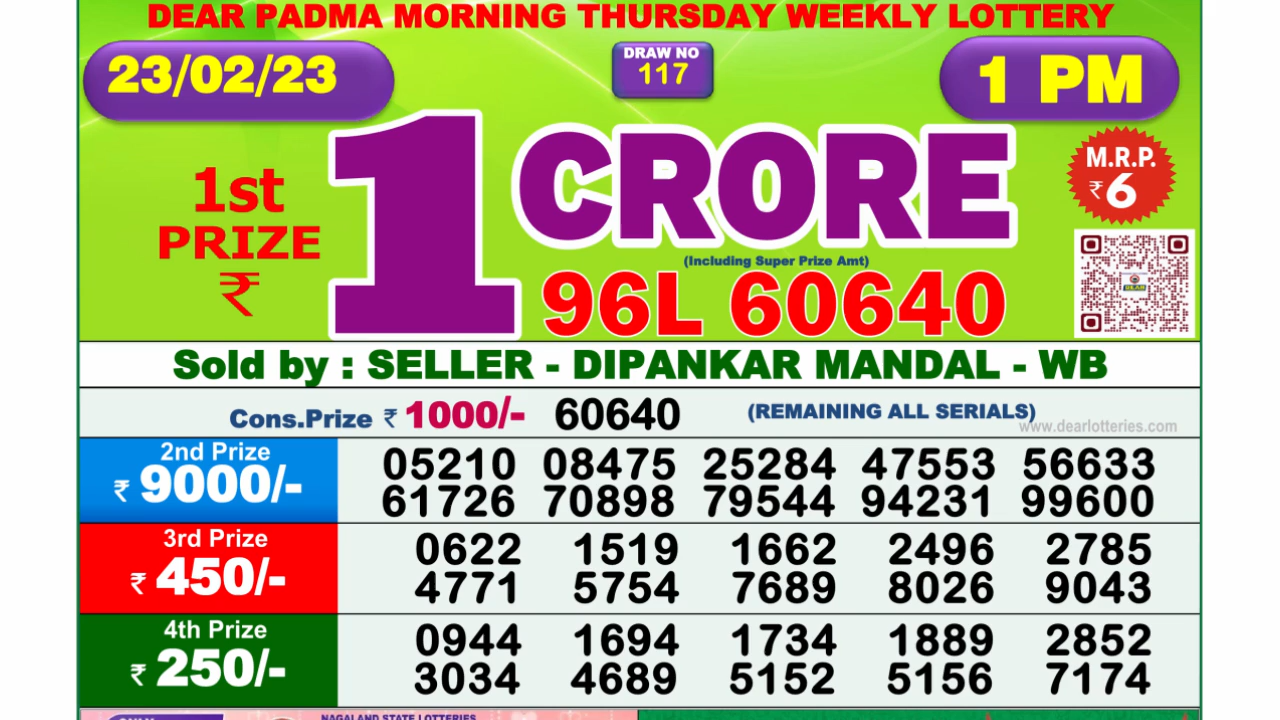 DEAR PADMA MORNING THURSDAY WEEKLY LOTTERY
23/02/23
DRAW NO
117
1 PM
1st
PRIZE
₹
1 CRORE
(Including Super Prize Amt)
96L 60640
M.R.P.
₹ 6
Sold by : SELLER - DIPANKAR MANDAL - WB
Cons.Prize ₹ 1000/- 60640 (REMAINING ALL SERIALS)
www.dearlotteries.com
2nd Prize
₹ 9000/-
05210 08475 25284 47553 56633
61726 70898 79544 94231 99600
3rd Prize
₹ 450/-
0622 1519 1662 2496 2785
4771 5754 7689 8026 9043
4th Prize
₹ 250/-
0944 1694 1734 1889 2852
3034 4689 5152 5156 7174
NAGALAND STATE LOTTERIES